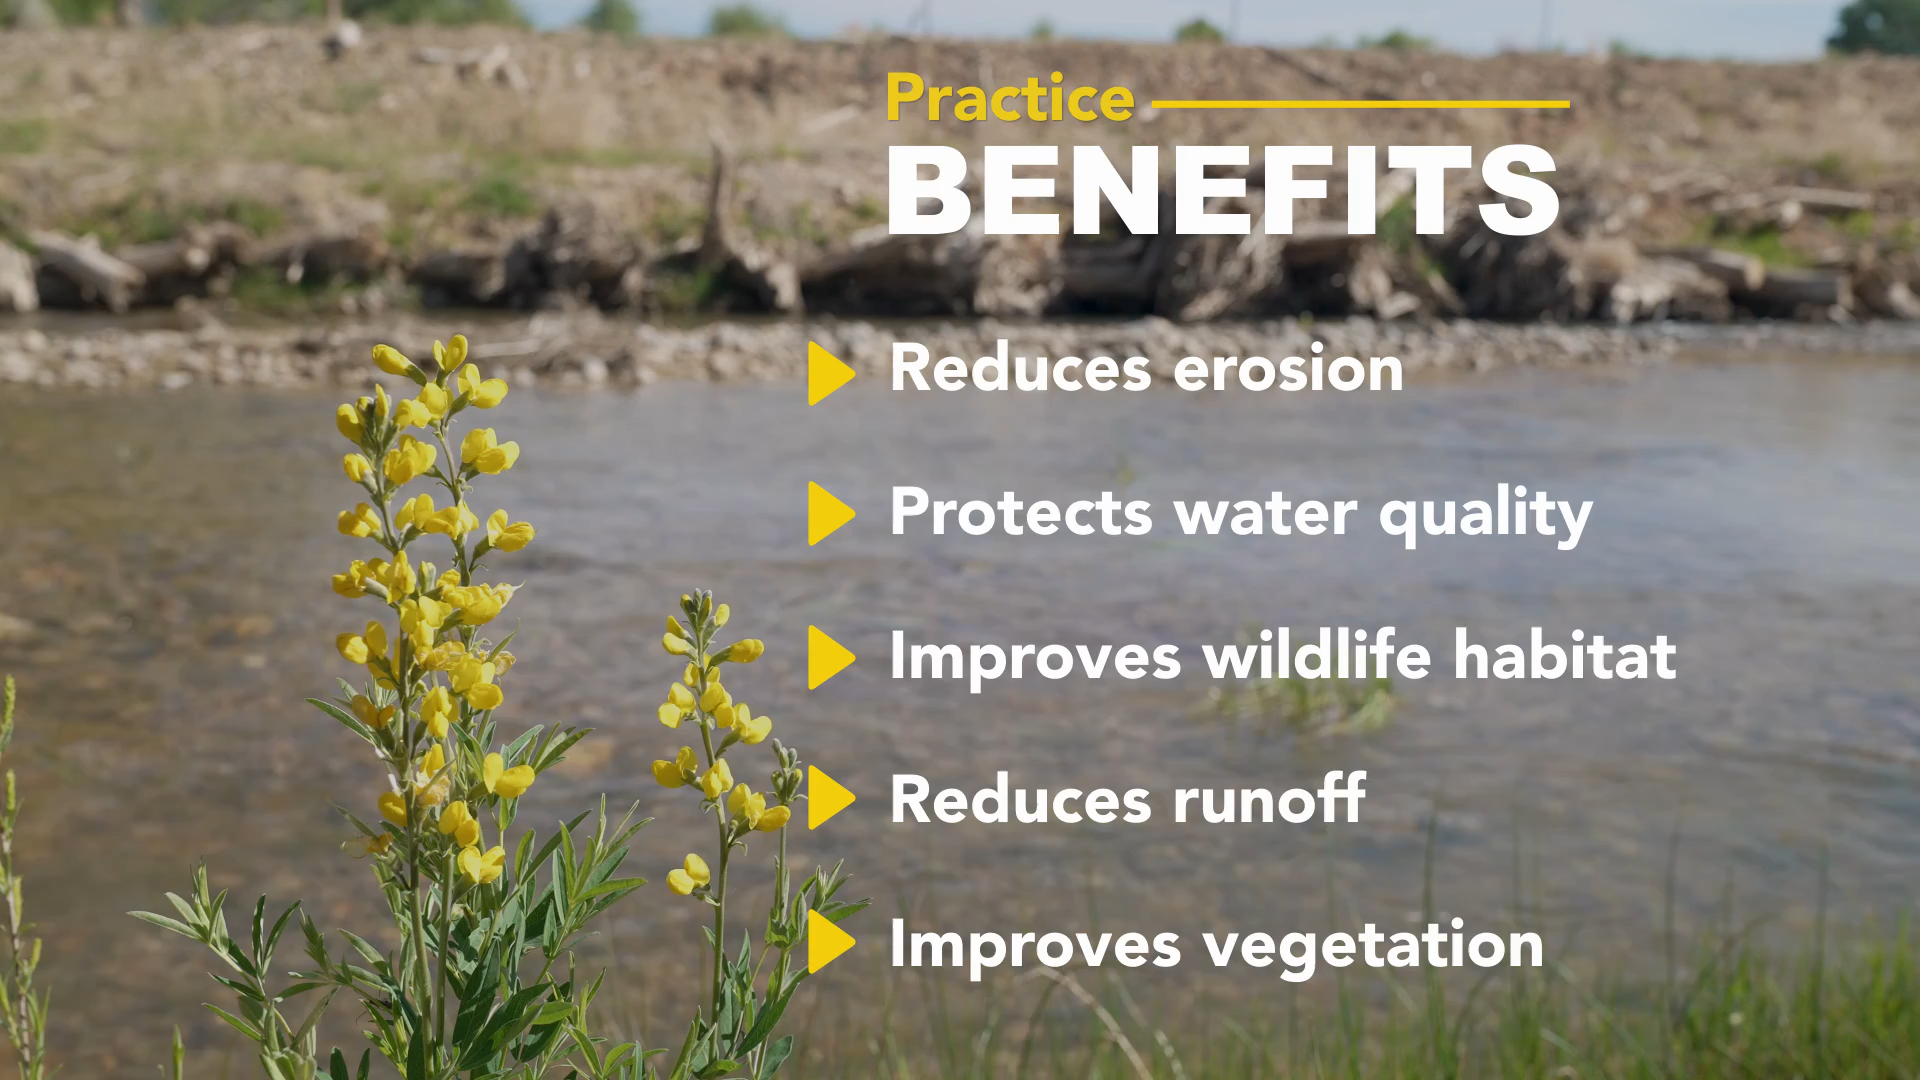 Practice
BENEFITS
Reduces erosion
Protects water quality
Improves wildlife habitat
Reduces runoff
Improves vegetation